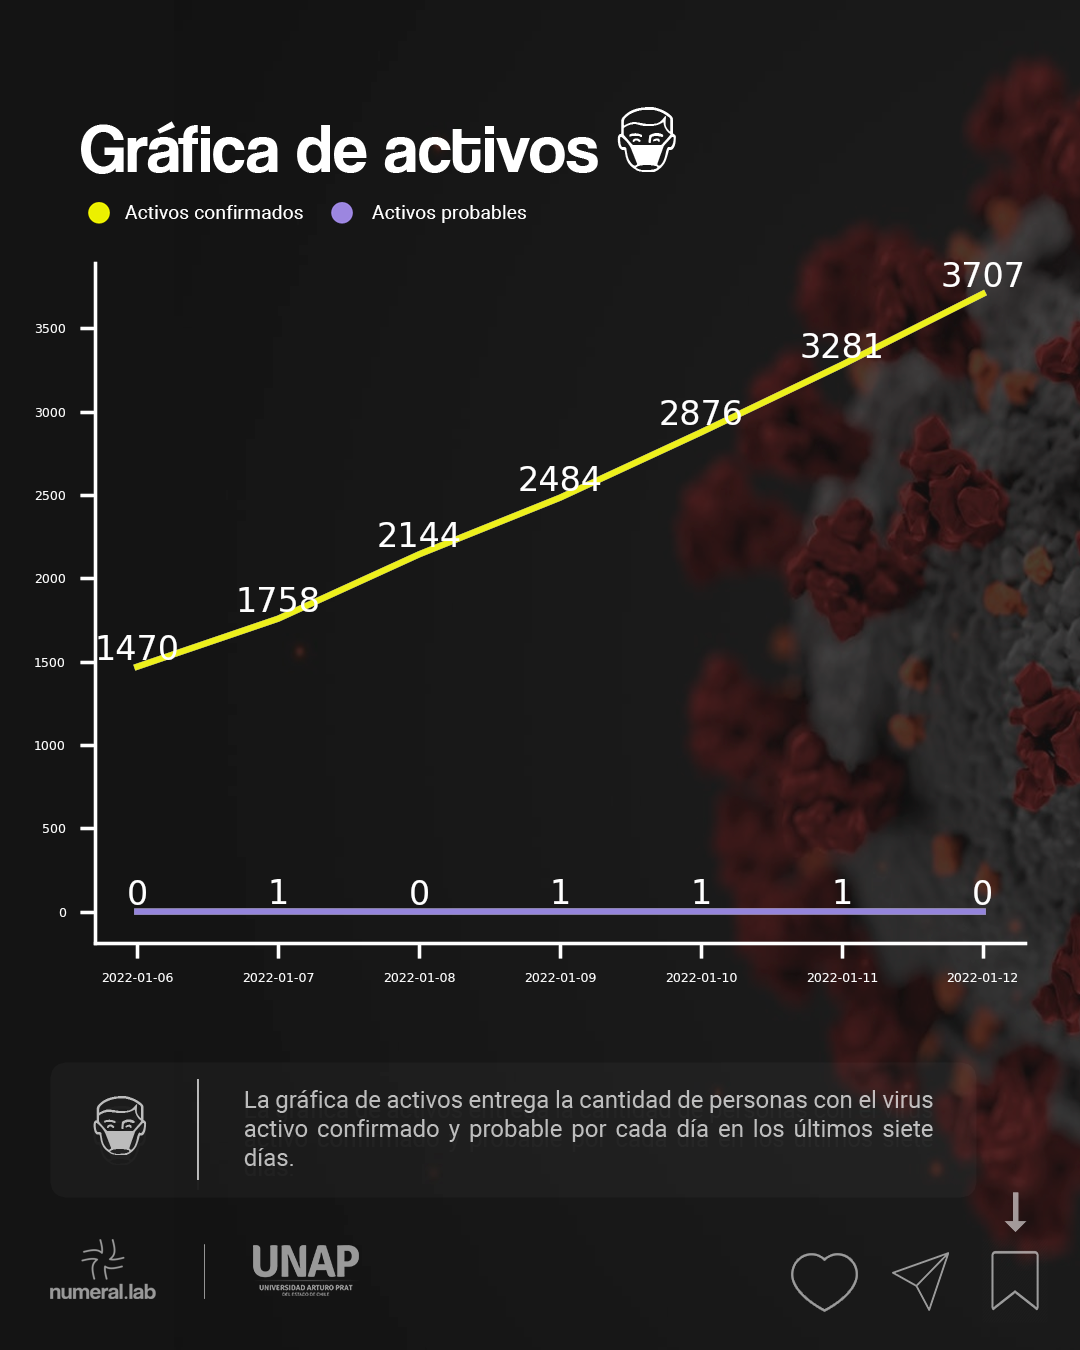 Gráfica de activos
Activos confirmados Activos probables
3707
3500
3281
3000
2876
2500
2484
2144
2000
1758
1500
1470
1000
500
0 1 0 1 1 1 0
0
2022-01-06 2022-01-07 2022-01-08 2022-01-09 2022-01-10 2022-01-11 2022-01-12
La gráfica de activos entrega la cantidad de personas con el virus
activo confirmado y probable por cada día en los últimos siete
días.
numeral.lab
UNAP
UNIVERSIDAD ARTURO PRAT
DEL ESTADO DE CHILE